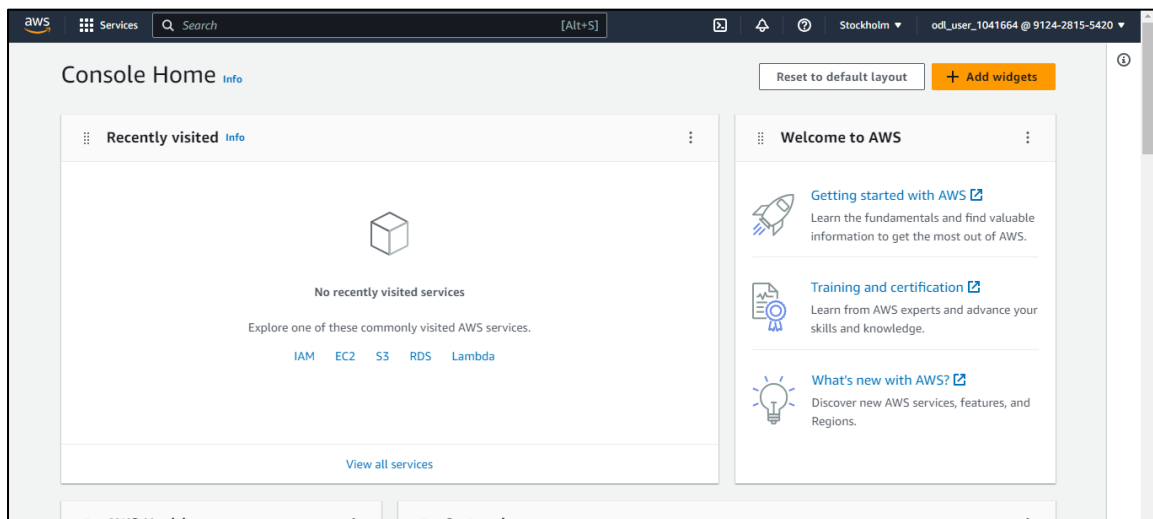 aws
Services
Search
[Alt+S]
Stockholm ▼
odl_user_1041664 @ 9124-2815-5420 ▼
Console Home Info
Reset to default layout
+ Add widgets
Recently visited Info
No recently visited services
Explore one of these commonly visited AWS services.
IAM EC2 S3 RDS Lambda
View all services
Welcome to AWS
Getting started with AWS
Learn the fundamentals and find valuable
information to get the most out of AWS.
Training and certification
Learn from AWS experts and advance your
skills and knowledge.
What's new with AWS?
Discover new AWS services, features, and
Regions.